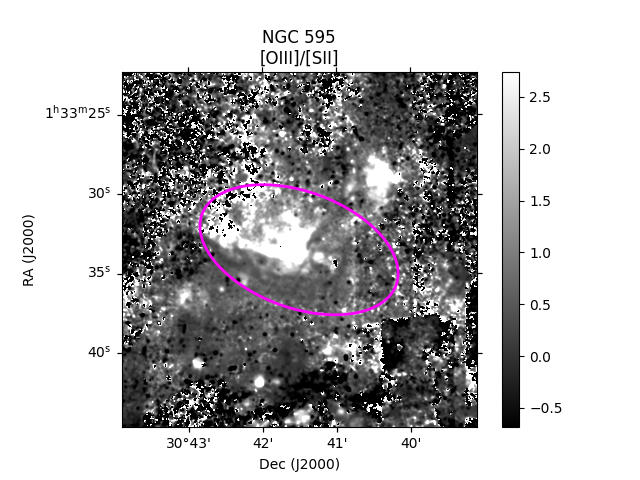 NGC 595
[OIII]/[SII]
1ʰ33ᵐ25ˢ
30ˢ
35ˢ
40ˢ
RA (J2000)
30°43' 42' 41' 40'
Dec (J2000)
2.5
2.0
1.5
1.0
0.5
0.0
−0.5